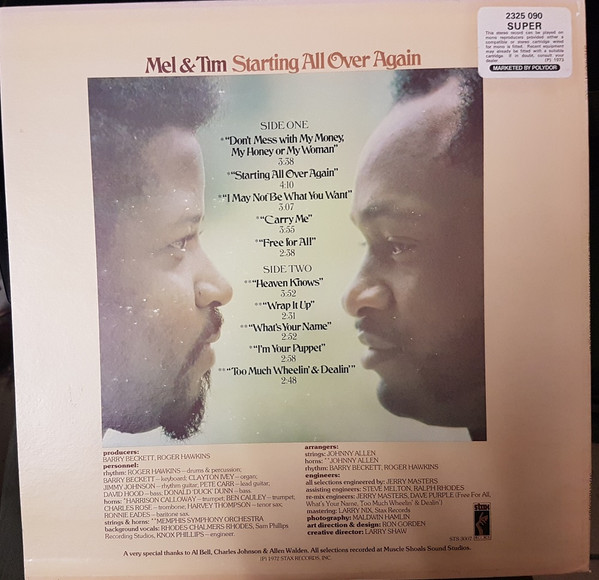 2325 090
SUPER
This stereo record can be played on
mono reproducers provided either a
compatible or stereo cartridge wired
for mono is fitted. Recent equipment
may already be fitted with a suitable
cartridge. If in doubt, consult your
dealer. (P) 1973
MARKETED BY POLYDOR
Mel & Tim Starting All Over Again
SIDE ONE
*"Don't Mess with My Money,
My Honey or My Woman"
3:38
*"Starting All Over Again"
4:10
*"I May Not Be What You Want"
3:07
**"Carry Me"
3:55
*"Free for All"
2:38
SIDE TWO
**"Heaven Knows"
3:52
**"Wrap It Up"
2:31
**"What's Your Name"
2:52
**"I'm Your Puppet"
2:58
**"Too Much Wheelin' & Dealin'"
2:48
producers:
BARRY BECKETT, ROGER HAWKINS
personnel:
rhythm: ROGER HAWKINS—drums & percussion;
BARRY BECKETT—keyboard; CLAYTON IVEY—organ;
JIMMY JOHNSON—rhythm guitar; PETE CARR—lead guitar;
DAVID HOOD—bass; DONALD "DUCK" DUNN—bass.
horns: *HARRISON CALLOWAY—trumpet, BEN CAULEY—trumpet,
CHARLES ROSE—trombone, HARVEY THOMPSON—tenor sax,
RONNIE EADES—baritone sax.
strings & horns: **MEMPHIS SYMPHONY ORCHESTRA
background vocals: RHODES CHALMERS RHODES, Sam Phillips
Recording Studios, KNOX PHILLIPS—engineer.
arrangers:
strings: JOHNNY ALLEN
horns: **JOHNNY ALLEN
rhythm: BARRY BECKETT, ROGER HAWKINS
engineers:
all selections engineered by: JERRY MASTERS
assisting engineers: STEVE MELTON, RALPH RHODES
re-mix engineers: JERRY MASTERS, DAVE PURPLE (Free For All,
What's Your Name, Too Much Wheelin' & Dealin')
mastering: LARRY NIX, Stax Records
photography: MALDWIN HAMLIN
art direction & design: RON GORDEN
creative director: LARRY SHAW
stax
STS-3007
A very special thanks to Al Bell, Charles Johnson & Allen Walden. All selections recorded at Muscle Shoals Sound Studios.
(P) 1972 STAX RECORDS, INC.